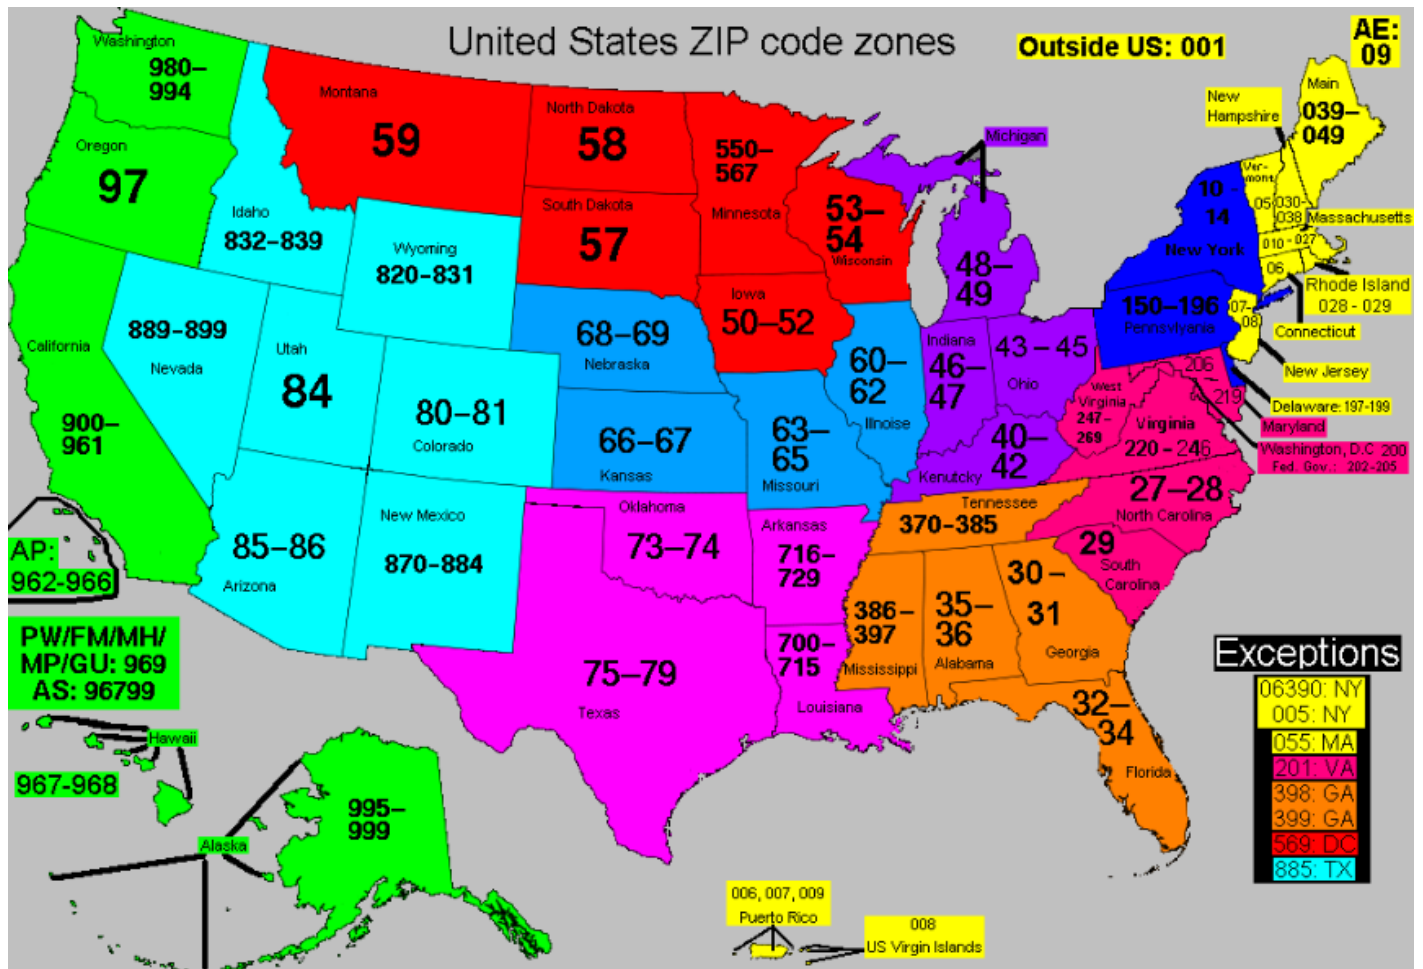 United States ZIP code zones
Outside US: 001
AE:
09
Washington
980–
994
Oregon
97
California
900–
961
Idaho
832–839
Montana
59
Wyoming
820–831
889–899
Nevada
Utah
84
80–81
Colorado
85–86
Arizona
New Mexico
870–884
North Dakota
58
South Dakota
57
550–
567
Minnesota
53–
54
Wisconsin
Iowa
50–52
68–69
Nebraska
66–67
Kansas
63–
65
Missouri
60–
62
Illnoise
Michigan
48–
49
Indiana
46–
47
43–45
Ohio
40–
42
Kenutcky
Oklahoma
73–74
75–79
Texas
Arkansas
716–
729
700–
715
Louisiana
Tennessee
370–385
386–
397
Mississippi
35–
36
Alabama
30–
31
Georgia
32–
34
Florida
27–28
North Carolina
29
South
Carolina
West
Virginia
247–
269
Virginia
220–246
206
219
Maryland
Washington, D.C 200
Fed. Gov.: 202-205
Delaware: 197-199
150–196
Pennsvlyania
10 -
14
New York
07-
08
New Jersey
Connecticut
06
Rhode Island
028 - 029
010 - 027
Massachusetts
Ver-
mont
05
030-
038
New
Hampshire
Main
039–
049
AP:
962-966
PW/FM/MH/
MP/GU: 969
AS: 96799
Hawaii
967-968
Alaska
995–
999
006, 007, 009
Puerto Rico
008
US Virgin Islands
Exceptions
06390: NY
005: NY
055: MA
201: VA
398: GA
399: GA
569: DC
885: TX